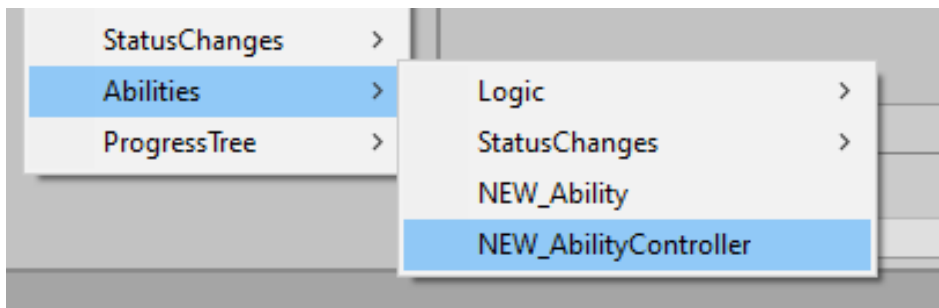 StatusChanges >
Abilities >
ProgressTree >
Logic >
StatusChanges >
NEW_Ability
NEW_AbilityController